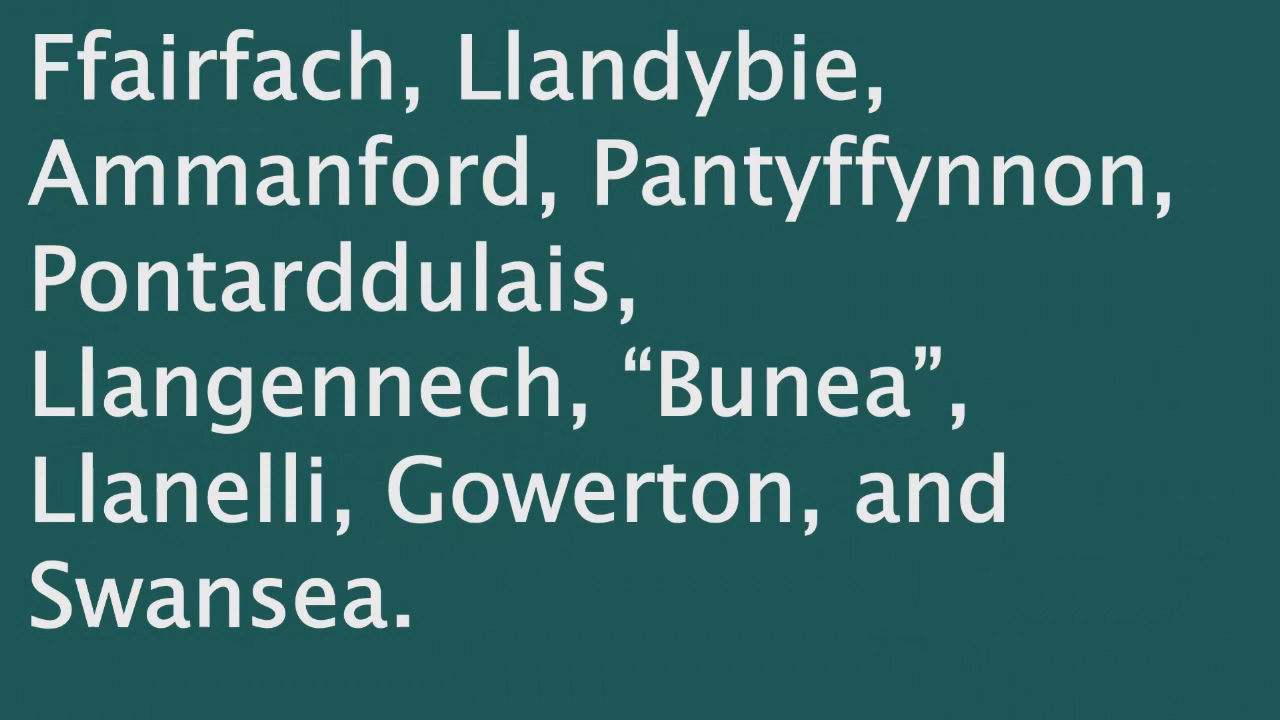 Ffairfach, Llandybie,
Ammanford, Pantyffynnon,
Pontarddulais,
Llangennech, “Bunea”,
Llanelli, Gowerton, and
Swansea.